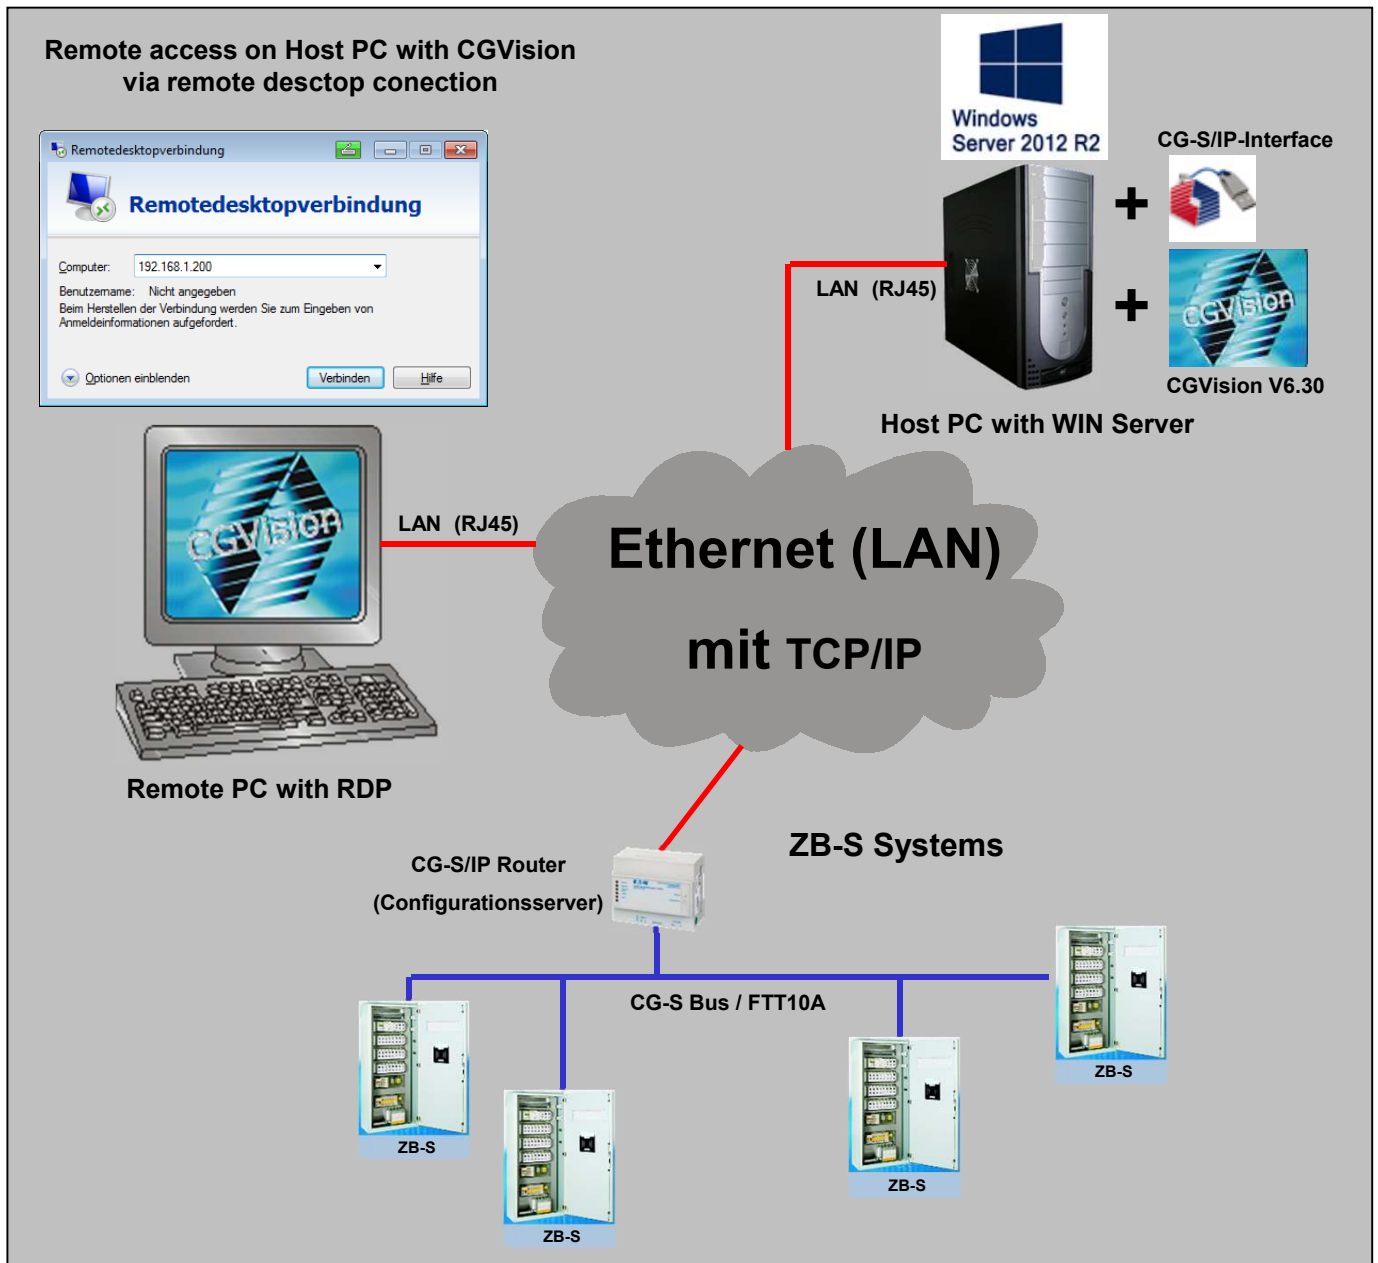 Remote access on Host PC with CGVision
via remote desctop conection
Remotedesktopverbindung
Remotedesktopverbindung
Computer: 192.168.1.200
Benutzername: Nicht angegeben
Beim Herstellen der Verbindung werden Sie zum Eingeben von
Anmeldeinformationen aufgefordert.
Optionen einblenden
Verbinden
Hilfe
Windows
Server 2012 R2
CG-S/IP-Interface
+
+
CGVision
CGVision V6.30
LAN (RJ45)
Host PC with WIN Server
CGVision
LAN (RJ45)
Ethernet (LAN)
mit TCP/IP
Remote PC with RDP
ZB-S Systems
CG-S/IP Router
(Configurationsserver)
CG-S Bus / FTT10A
ZB-S
ZB-S
ZB-S
ZB-S